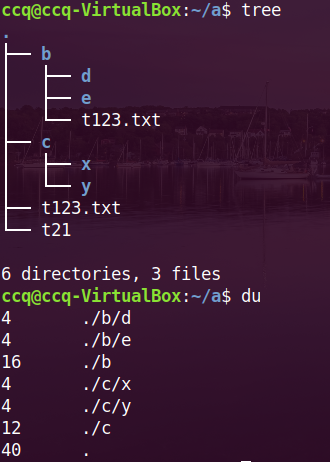 ccq@ccq-VirtualBox:~/a$ tree
.
├── b
│   ├── d
│   ├── e
│   └── t123.txt
├── c
│   ├── x
│   └── y
├── t123.txt
└── t21

6 directories, 3 files
ccq@ccq-VirtualBox:~/a$ du
4	./b/d
4	./b/e
16	./b
4	./c/x
4	./c/y
12	./c
40	.